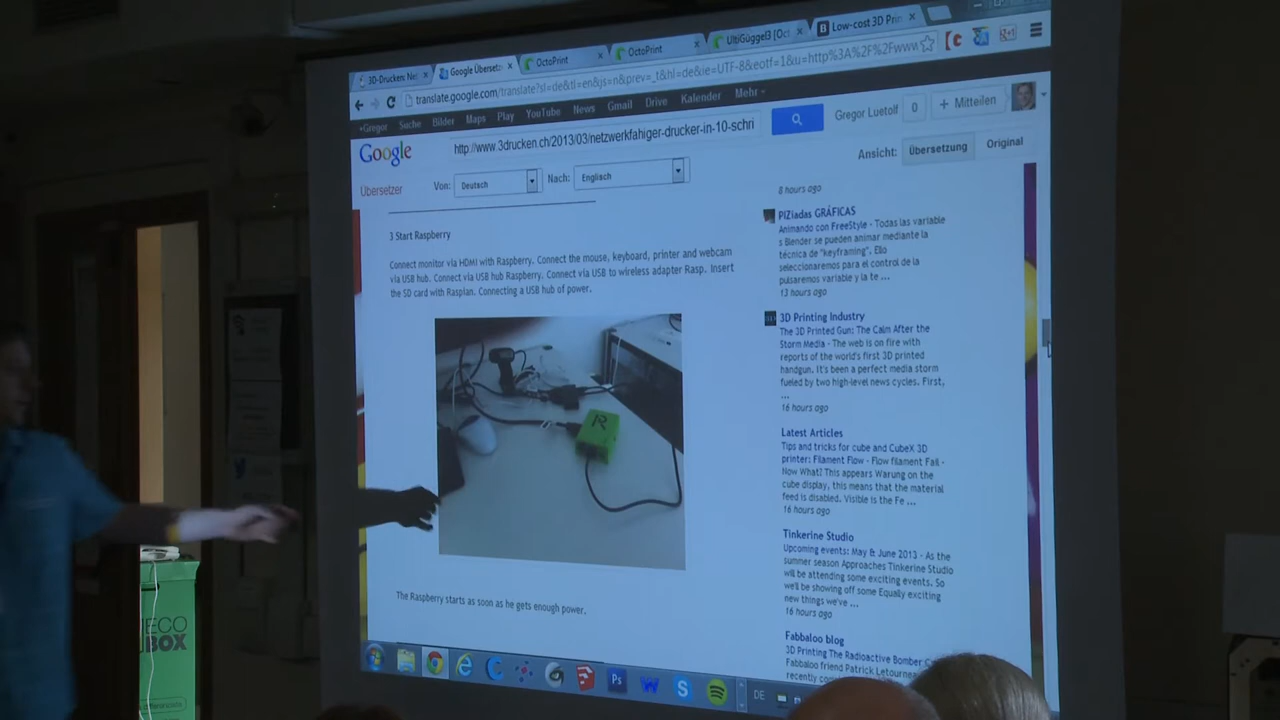 3D-Drucken: Ne
Google Übersetz
OctoPrint
OctoPrint
UltiGüggel3 [Oct
Low-cost 3D Prin
translate.google.com/translate?sl=de&tl=en&js=n&prev=_t&hl=de&ie=UTF-8&eotf=1&u=http%3A%2F%2Fwww
+Gregor Suche Bilder Maps Play YouTube News Gmail Drive Kalender Mehr
Google
http://www.3drucken.ch/2013/03/netzwerkfahiger-drucker-in-10-schri
Gregor Luetolf 0 + Mitteilen
Übersetzer
Von: Deutsch Nach: Englisch
Ansicht: Übersetzung Original
3 Start Raspberry
Connect monitor via HDMI with Raspberry. Connect the mouse, keyboard, printer and webcam
via USB hub. Connect via USB hub Raspberry. Connect via USB to wireless adapter Rasp. Insert
the SD card with Raspian. Connecting a USB hub of power.
The Raspberry starts as soon as he gets enough power.
8 hours ago
PIZiadas GRÁFICAS
Animando con FreeStyle - Todas las variable
s Blender se pueden animar mediante la
técnica de "keyframing". Ello
seleccionaremos para el control de la
pulsaremos variable y la te ...
13 hours ago
3D Printing Industry
The 3D Printed Gun: The Calm After the
Storm Media - The web is on fire with
reports of the world's first 3D printed
handgun. It's been a perfect media storm
fueled by two high-level news cycles. First,
...
16 hours ago
Latest Articles
Tips and tricks for cube and CubeX 3D
printer: Filament Flow - Flow filament Fail -
Now What? This appears Warung on the
cube display, this means that the material
feed is disabled. Visible is the Fe ...
16 hours ago
Tinkerine Studio
Upcoming events: May & June 2013 - As the
summer season Approaches Tinkerine Studio
will be attending some exciting events. So
we'll be showing off some Equally exciting
new things we've ...
16 hours ago
Fabbaloo blog
3D Printing The Radioactive Bomber
Fabbaloo friend Patrick Letourne
recently
DE
ECO
BOX